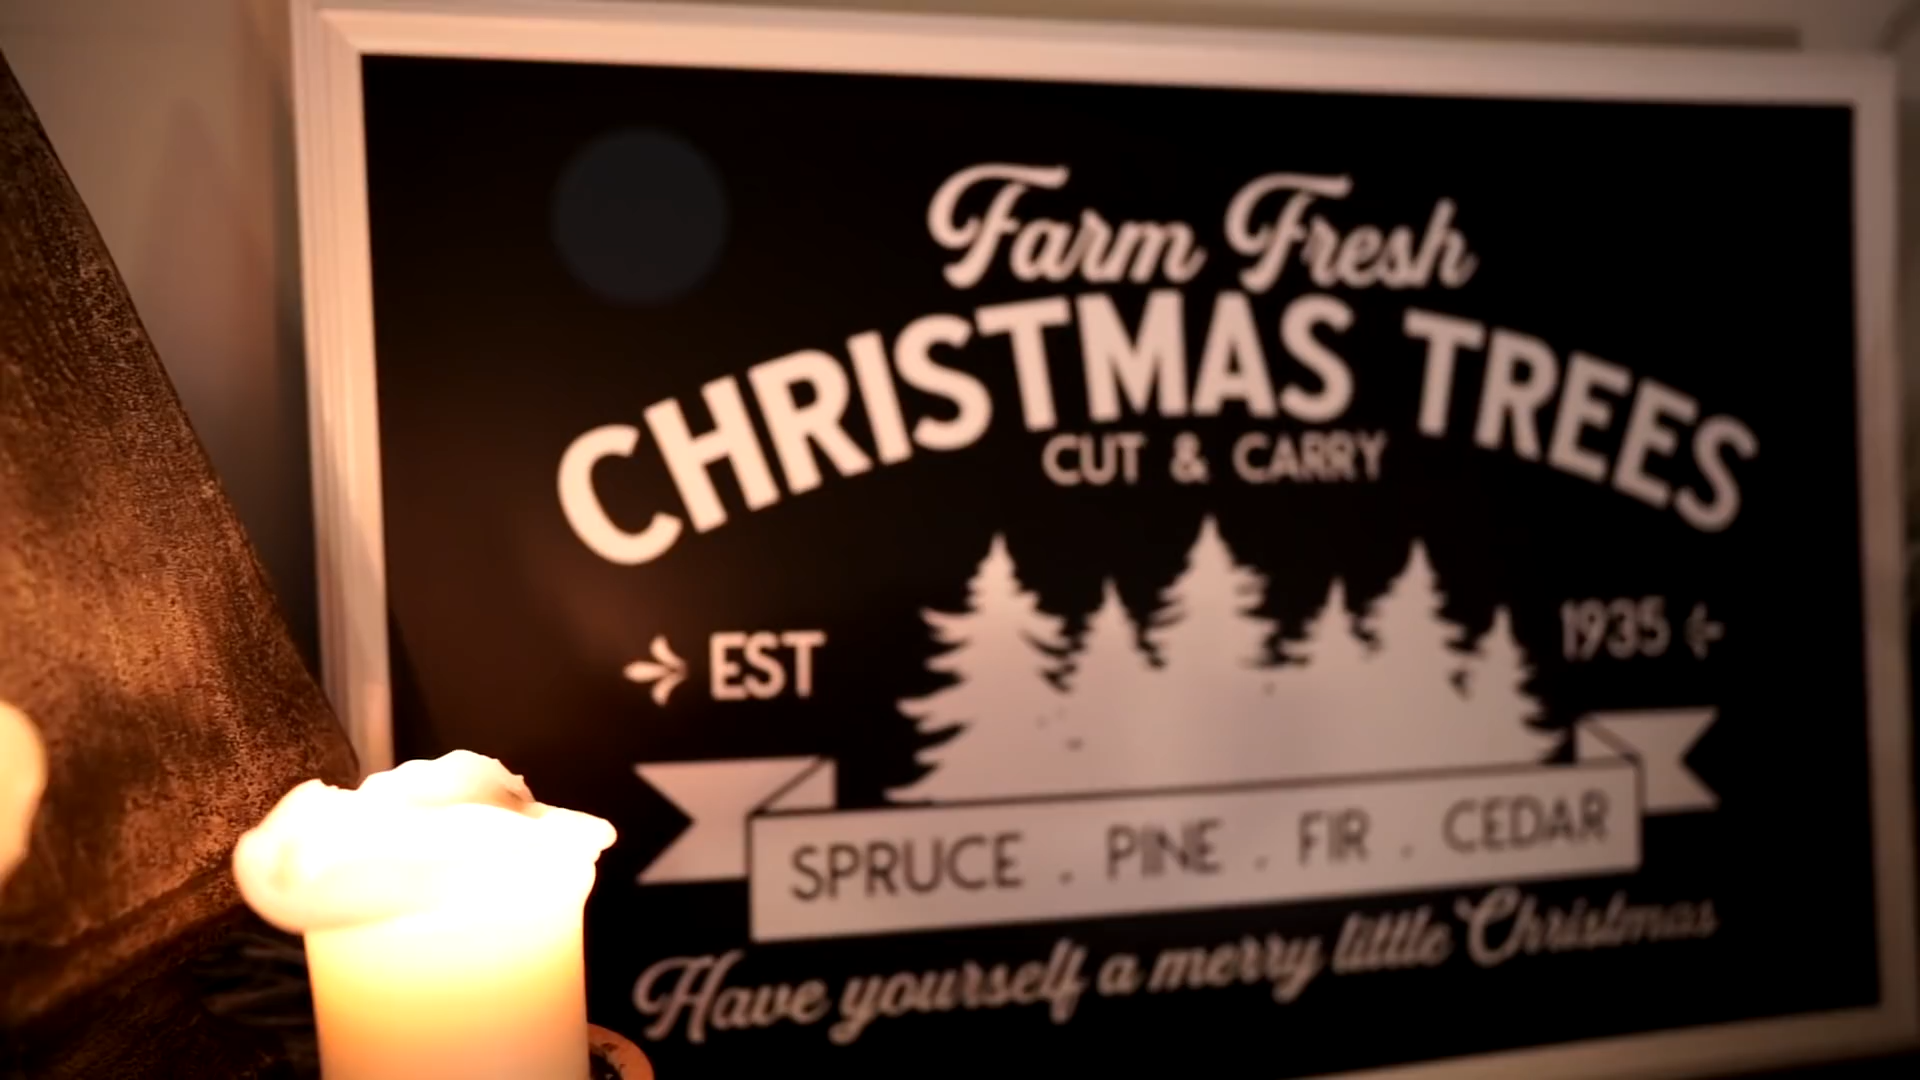 Farm Fresh
CHRISTMAS TREES
CUT & CARRY
EST 1935
SPRUCE . PINE . FIR . CEDAR
Have yourself a merry little Christmas